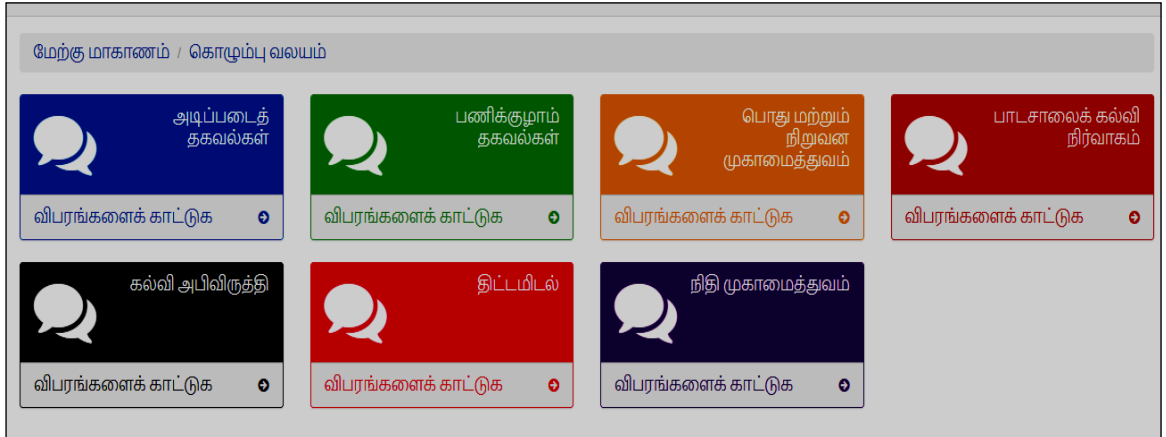 மேற்கு மாகாணம் / கொழும்பு வலயம்
அடிப்படைத்
தகவல்கள்
விபரங்களைக் காட்டுக
பணிக்குழாம்
தகவல்கள்
விபரங்களைக் காட்டுக
பொது மற்றும்
நிறுவன
முகாமைத்துவம்
விபரங்களைக் காட்டுக
பாடசாலைக் கல்வி
நிர்வாகம்
விபரங்களைக் காட்டுக
கல்வி அபிவிருத்தி
விபரங்களைக் காட்டுக
திட்டமிடல்
விபரங்களைக் காட்டுக
நிதி முகாமைத்துவம்
விபரங்களைக் காட்டுக